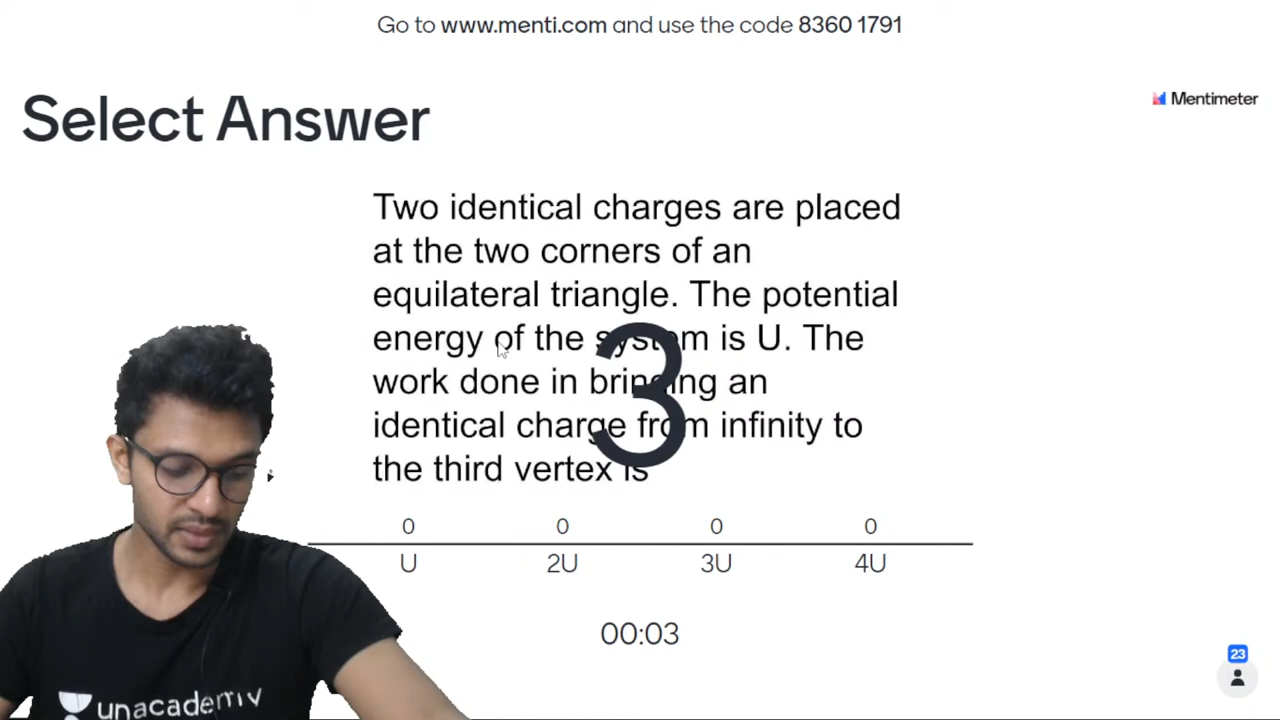 Go to www.menti.com and use the code 8360 1791
Select Answer
Mentimeter
Two identical charges are placed
at the two corners of an
equilateral triangle. The potential
energy of the system is U. The
work done in bringing an
identical charge from infinity to
the third vertex is
3
0 0 0 0
U 2U 3U 4U
00:03
23
unacademy